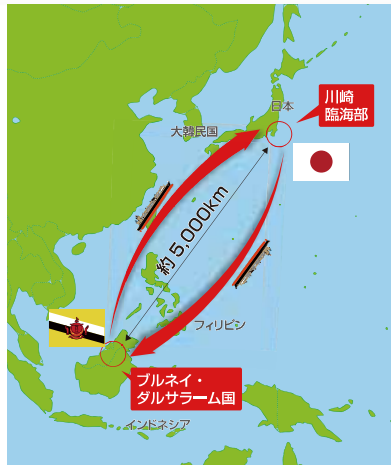 日本
川崎
臨海部
大韓民国
約5,000km
フィリピン
ブルネイ・
ダルサラーム国
インドネシア